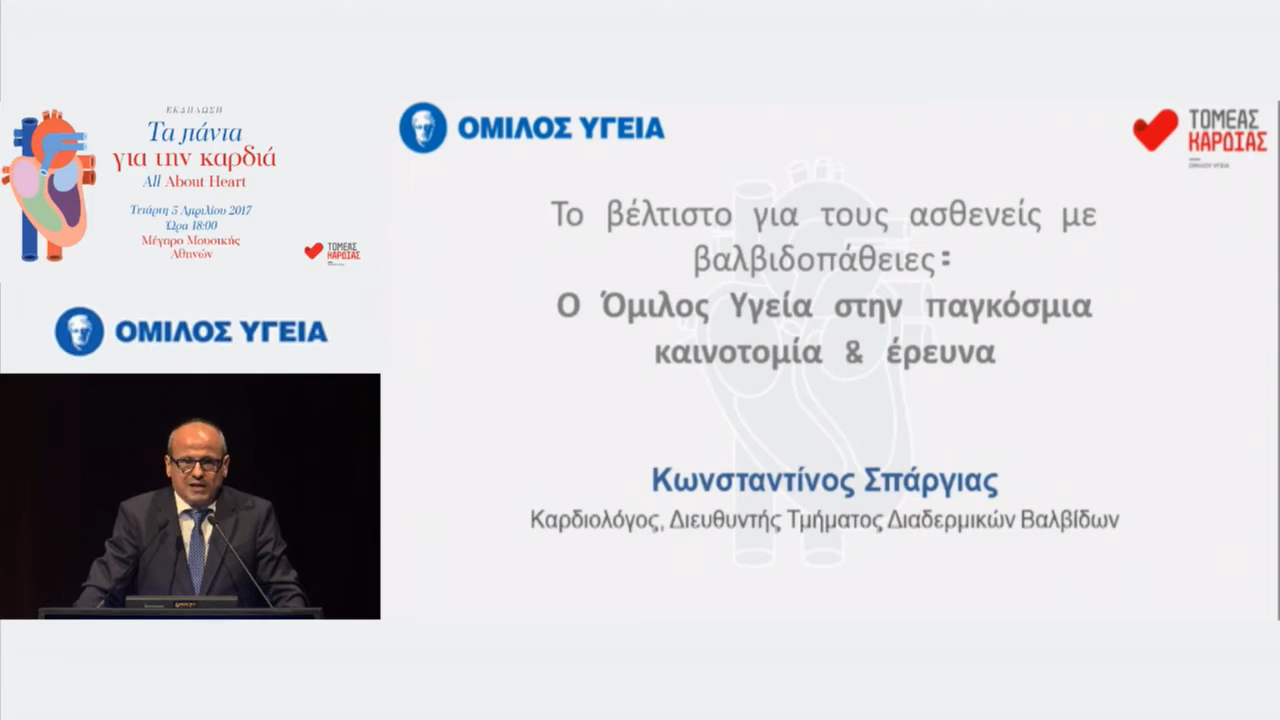 ΕΚΔΗΛΩΣΗ
Τα πάντα
για την καρδιά
All About Heart
Τετάρτη 5 Απριλίου 2017
Ώρα 18:00
Μέγαρο Μουσικής
Αθηνών
ΤΟΜΕΑΣ
ΚΑΡΔΙΑΣ
ΟΜΙΛΟΣ ΥΓΕΙΑ
ΟΜΙΛΟΣ ΥΓΕΙΑ
ΤΟΜΕΑΣ
ΚΑΡΔΙΑΣ
ΟΜΙΛΟΥ ΥΓΕΙΑ
Το βέλτιστο για τους ασθενείς με
βαλβιδοπάθειες:
Ο Όμιλος Υγεία στην παγκόσμια
καινοτομία & έρευνα
Κωνσταντίνος Σπάργιας
Καρδιολόγος, Διευθυντής Τμήματος Διαδερμικών Βαλβίδων